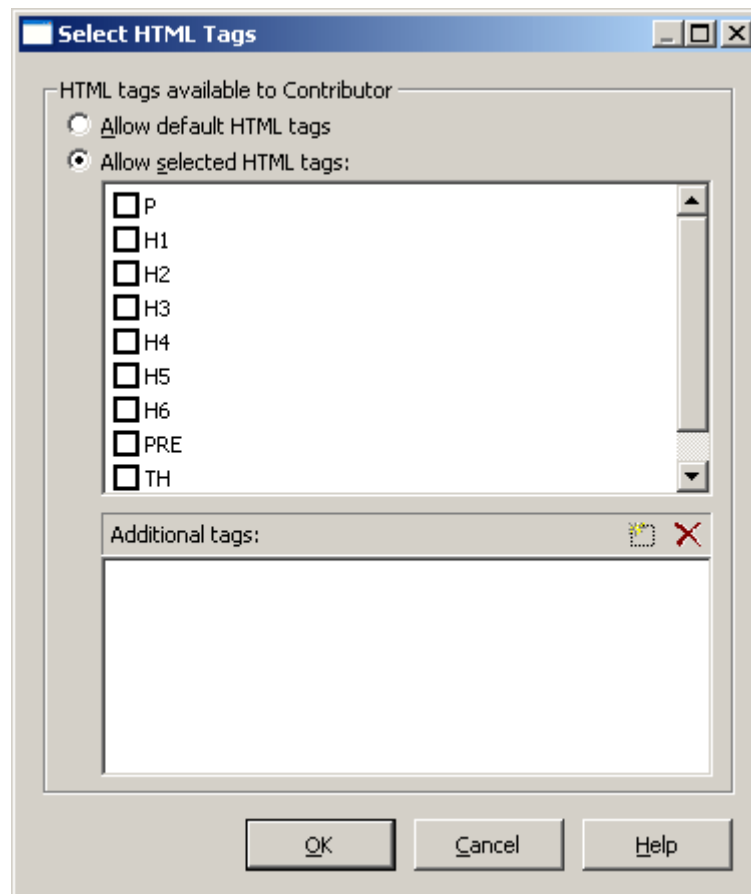 Select HTML Tags
HTML tags available to Contributor
Allow default HTML tags
Allow selected HTML tags:
P
H1
H2
H3
H4
H5
H6
PRE
TH
Additional tags:
OK Cancel Help